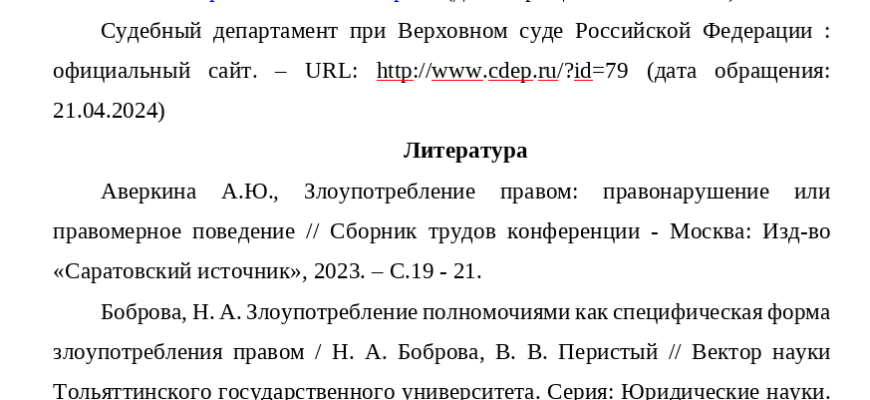 Судебный департамент при Верховном суде Российской Федерации :
официальный сайт. – URL: http://www.cdep.ru/?id=79 (дата обращения:
21.04.2024)
Литература
Аверкина А.Ю., Злоупотребление правом: правонарушение или
правомерное поведение // Сборник трудов конференции - Москва: Изд-во
«Саратовский источник», 2023. – С.19 - 21.
Боброва, Н. А. Злоупотребление полномочиями как специфическая форма
злоупотребления правом / Н. А. Боброва, В. В. Перистый // Вектор науки
Тольяттинского государственного университета. Серия: Юридические науки.